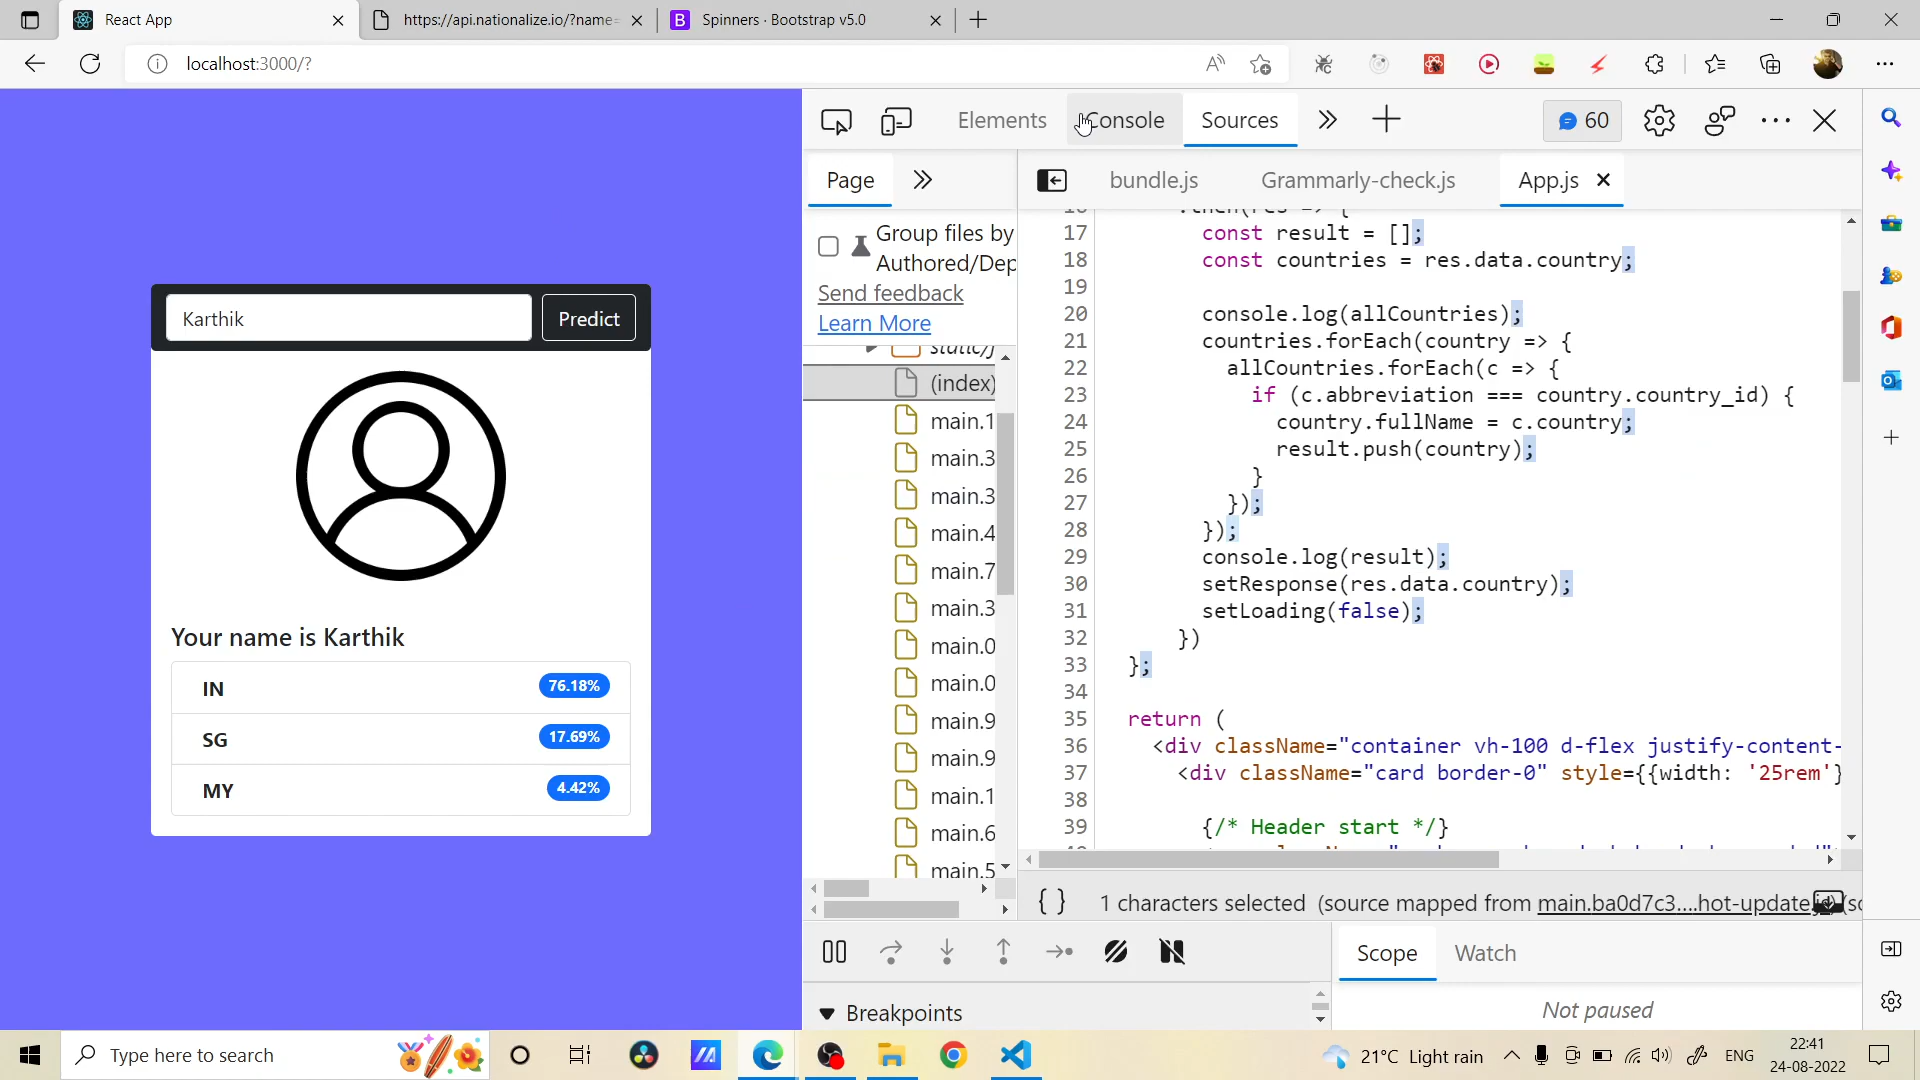 React App
https://api.nationalize.io/?name=
Spinners · Bootstrap v5.0
localhost:3000/?
Elements
Console
Sources
60
Page
bundle.js
Grammarly-check.js
App.js
Group files by
Authored/Dep
Send feedback
Learn More
static/j
(index)
main.1
main.3
main.3
main.4
main.7
main.3
main.0
main.0
main.9
main.9
main.1
main.6
main.5
16 .then(res => {
17 const result = [];
18 const countries = res.data.country;
19
20 console.log(allCountries);
21 countries.forEach(country => {
22 allCountries.forEach(c => {
23 if (c.abbreviation === country.country_id) {
24 country.fullName = c.country;
25 result.push(country);
26 }
27 });
28 });
29 console.log(result);
30 setResponse(res.data.country);
31 setLoading(false);
32 })
33 };
34
35 return (
36 <div className="container vh-100 d-flex justify-content-
37 <div className="card border-0" style={{width: '25rem'}
38
39 {/* Header start */}
{ } 1 characters selected (source mapped from main.ba0d7c3....hot-update.js) (so
Scope
Watch
Not paused
Breakpoints
Karthik
Predict
Your name is Karthik
IN 76.18%
SG 17.69%
MY 4.42%
Type here to search
21°C Light rain
ENG
22:41
24-08-2022